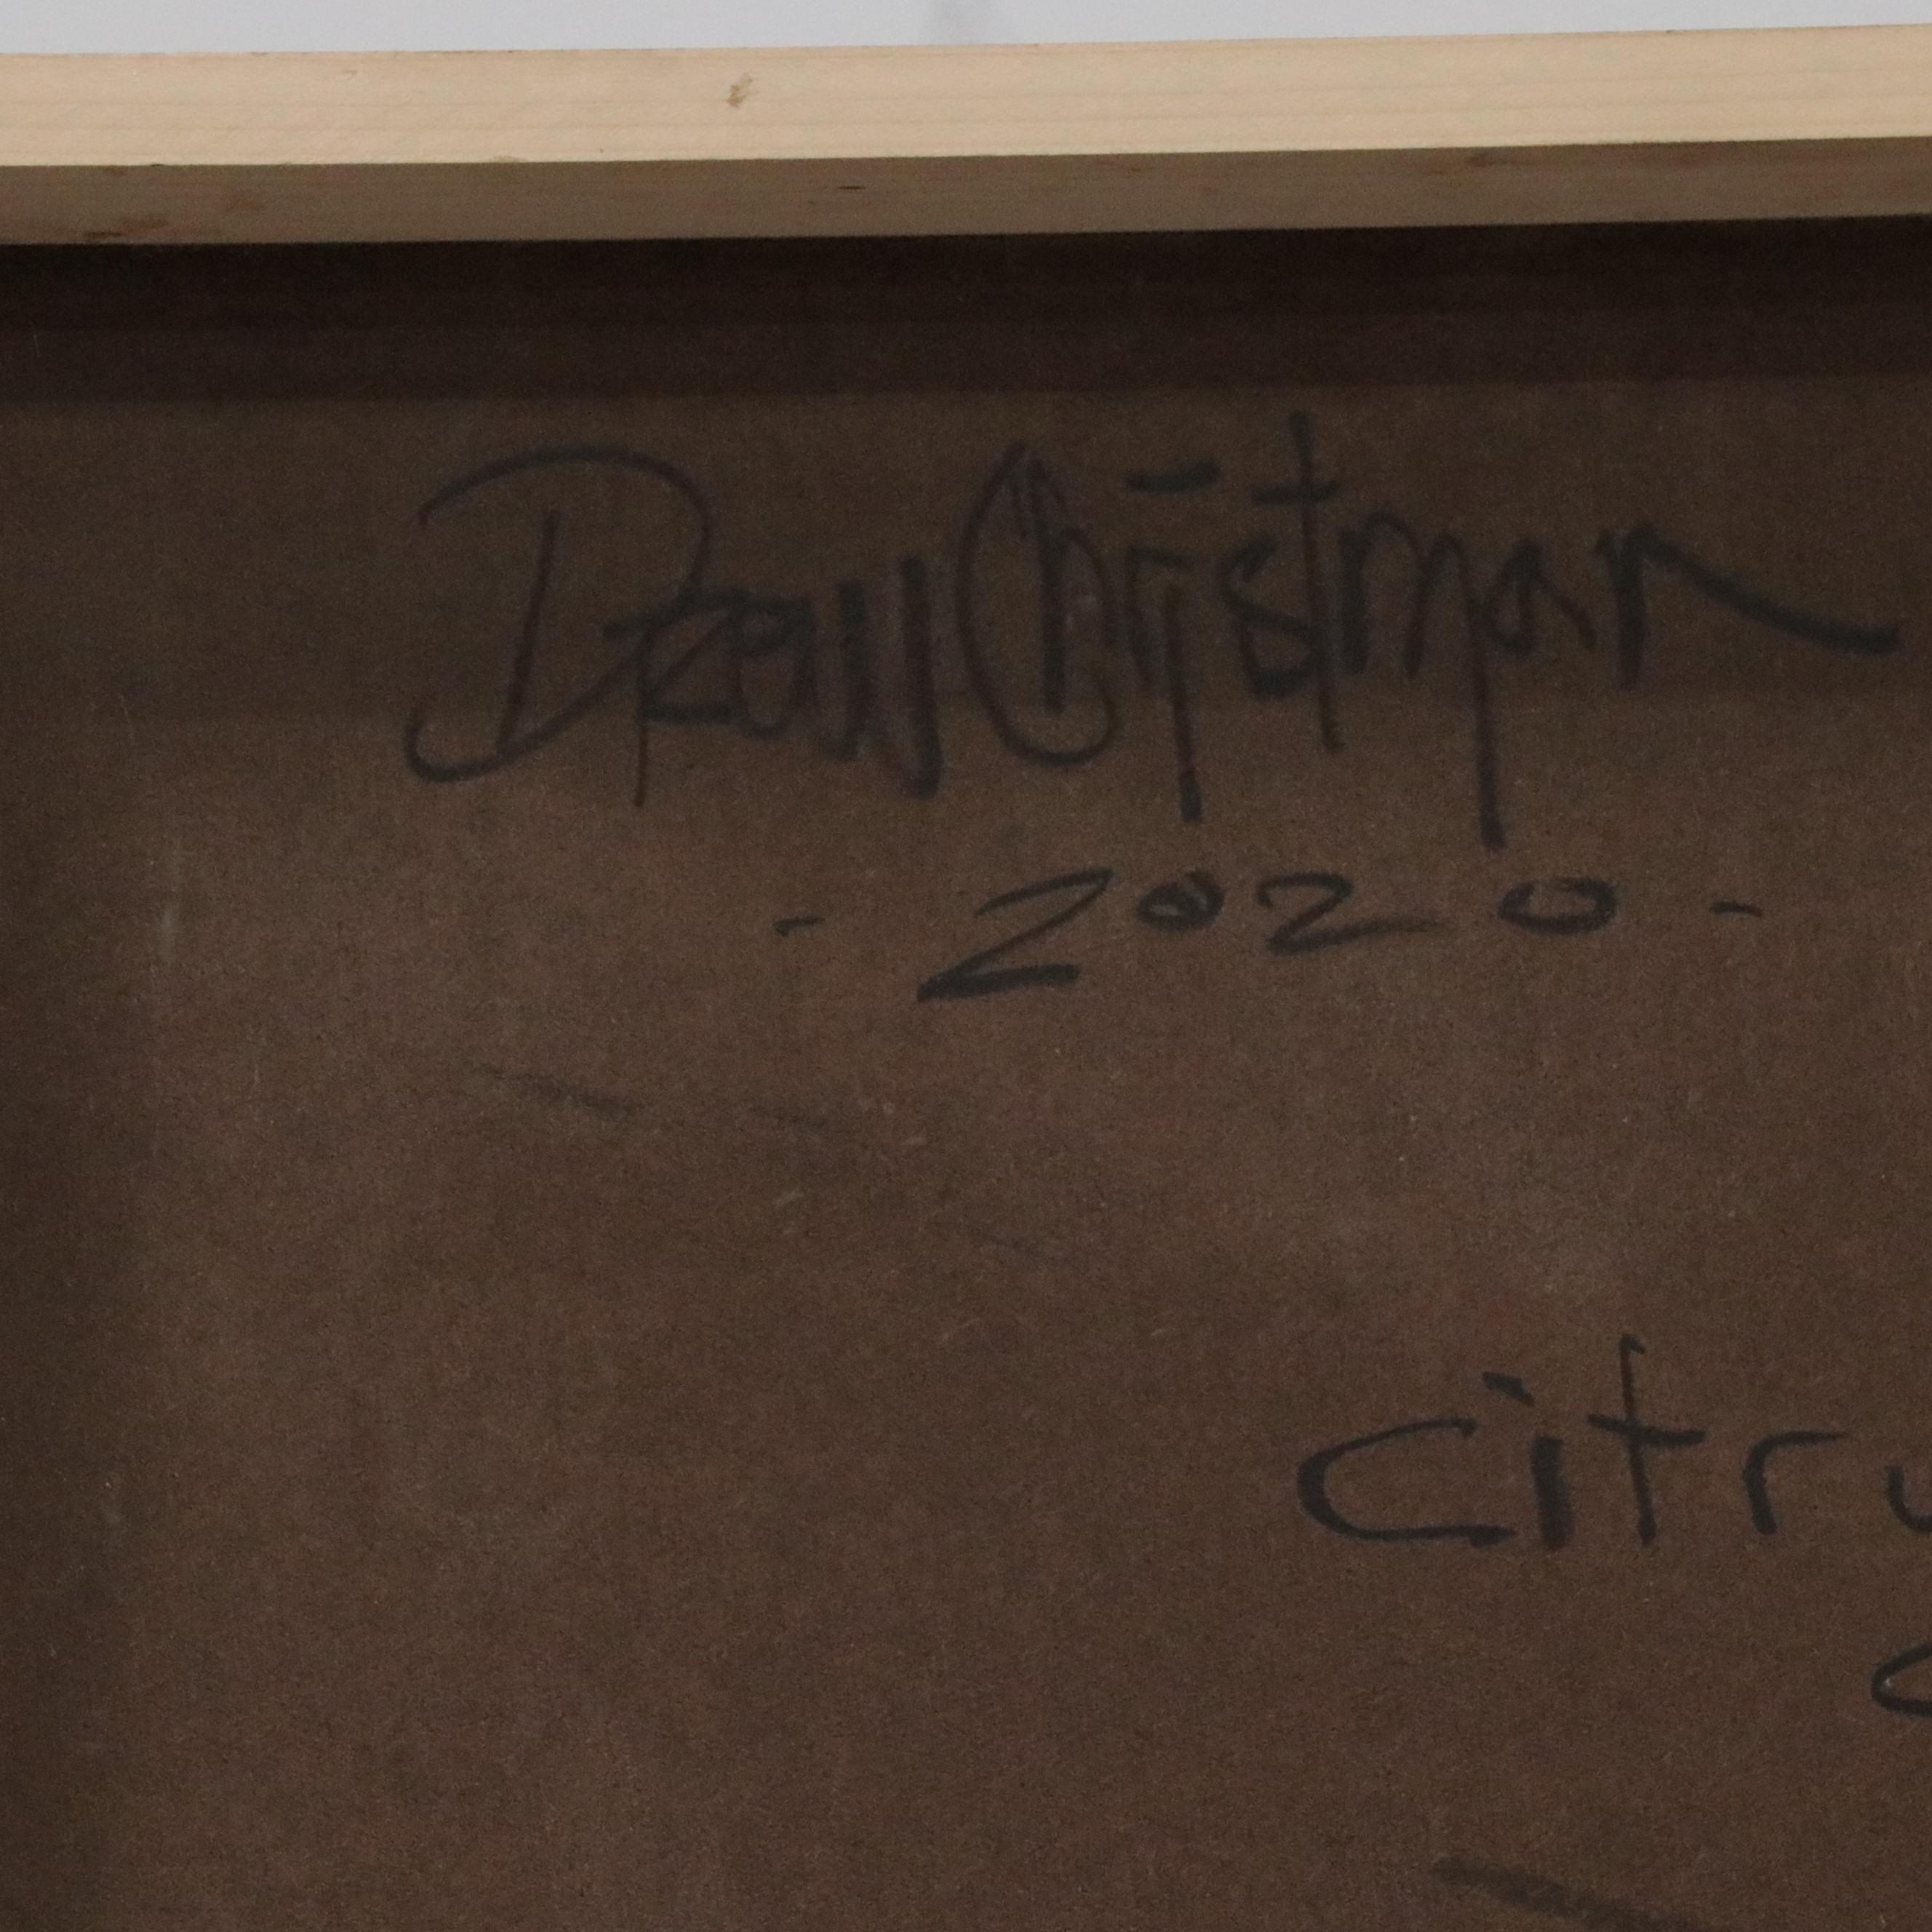 Drew Christman
- 2020 -
citru